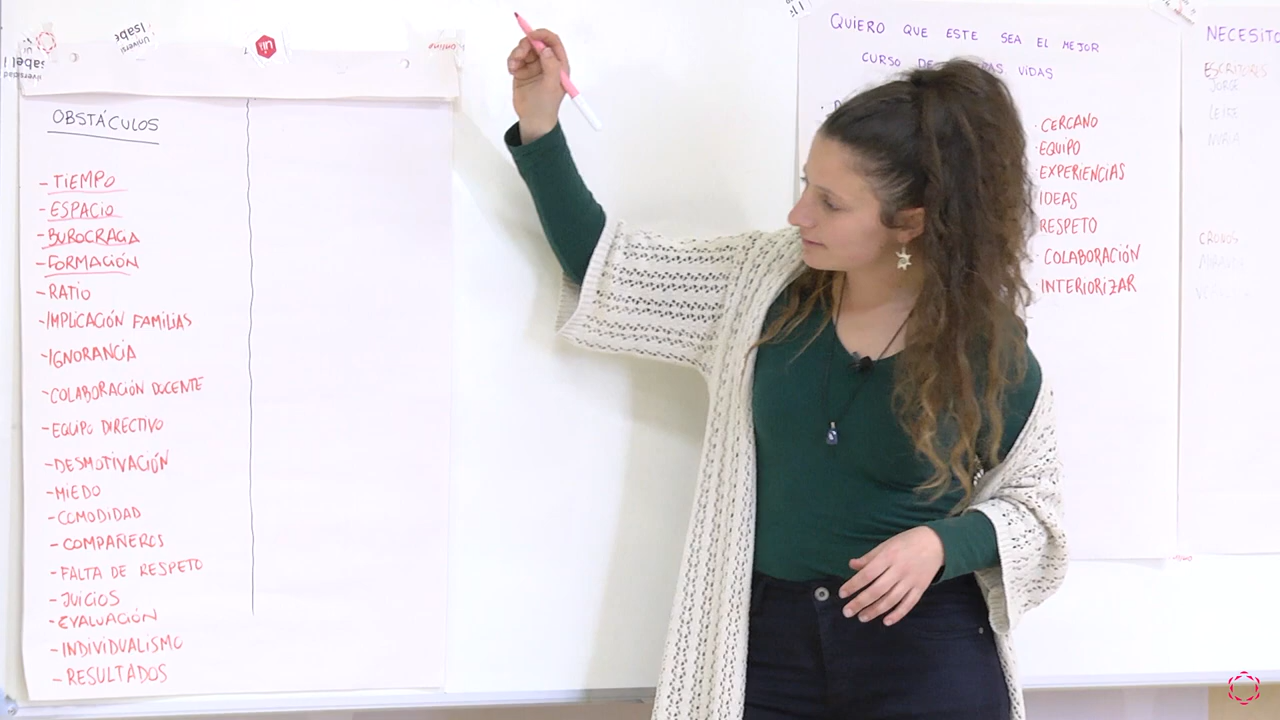 OBSTÁCULOS
- TIEMPO
- ESPACIO
- BUROCRACIA
- FORMACIÓN
- RATIO
- IMPLICACIÓN FAMILIAS
- IGNORANCIA
- COLABORACIÓN DOCENTE
- EQUIPO DIRECTIVO
- DESMOTIVACIÓN
- MIEDO
- COMODIDAD
- COMPAÑEROS
- FALTA DE RESPETO
- JUICIOS
- EVALUACIÓN
- INDIVIDUALISMO
- RESULTADOS
QUIERO QUE ESTE SEA EL MEJOR
CURSO DE VIDAS
· CERCANO
· EQUIPO
· EXPERIENCIAS
IDEAS
RESPETO
· COLABORACIÓN
· INTERIORIZAR
NECESITO
ESCRITORES
JORGE